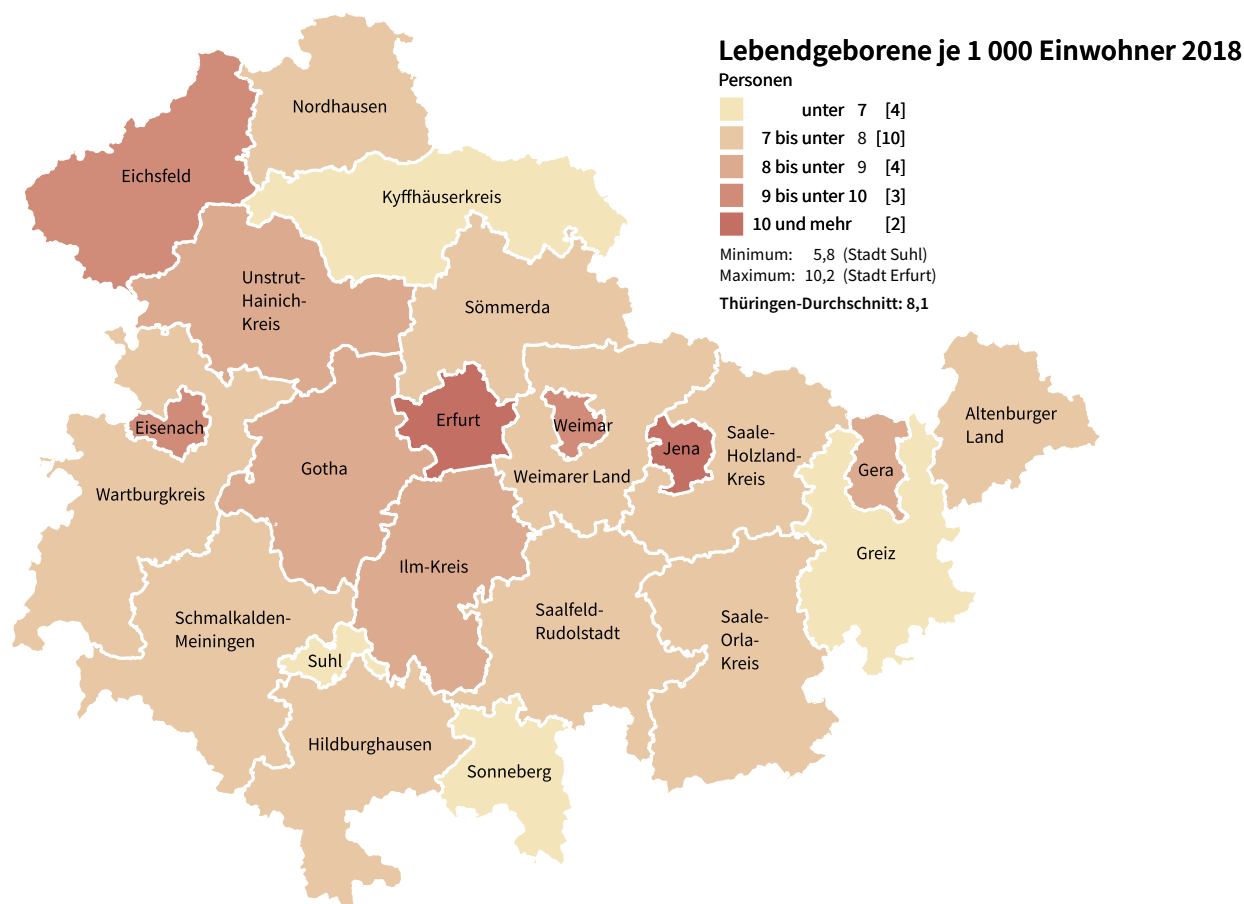 Lebendgeborene je 1 000 Einwohner 2018
Personen
unter 7 [4]
7 bis unter 8 [10]
8 bis unter 9 [4]
9 bis unter 10 [3]
10 und mehr [2]
Minimum: 5,8 (Stadt Suhl)
Maximum: 10,2 (Stadt Erfurt)
Thüringen-Durchschnitt: 8,1
Nordhausen
Eichsfeld
Kyffhäuserkreis
Unstrut-
Hainich-
Kreis
Sömmerda
Eisenach
Erfurt
Weimar
Jena
Saale-
Holzland-
Kreis
Altenburger
Land
Gotha
Gera
Weimarer Land
Wartburgkreis
Greiz
Ilm-Kreis
Schmalkalden-
Meiningen
Saalfeld-
Rudolstadt
Saale-
Orla-
Kreis
Suhl
Hildburghausen
Sonneberg